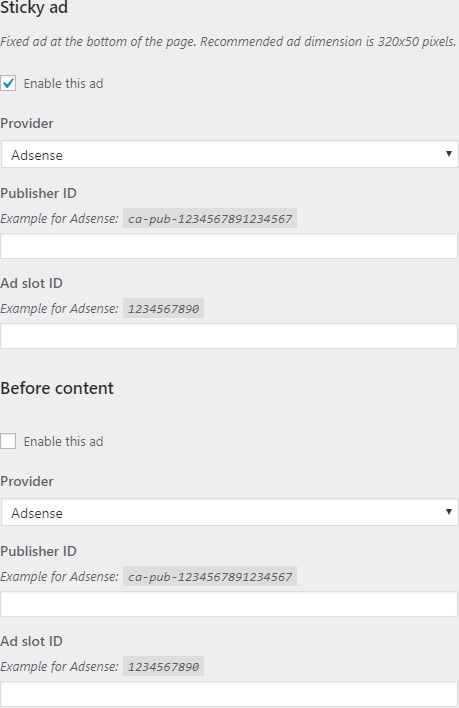 Sticky ad
Fixed ad at the bottom of the page. Recommended ad dimension is 320x50 pixels.
Enable this ad
Provider
Adsense
Publisher ID
Example for Adsense: ca-pub-1234567891234567
Ad slot ID
Example for Adsense: 1234567890
Before content
Enable this ad
Provider
Adsense
Publisher ID
Example for Adsense: ca-pub-1234567891234567
Ad slot ID
Example for Adsense: 1234567890